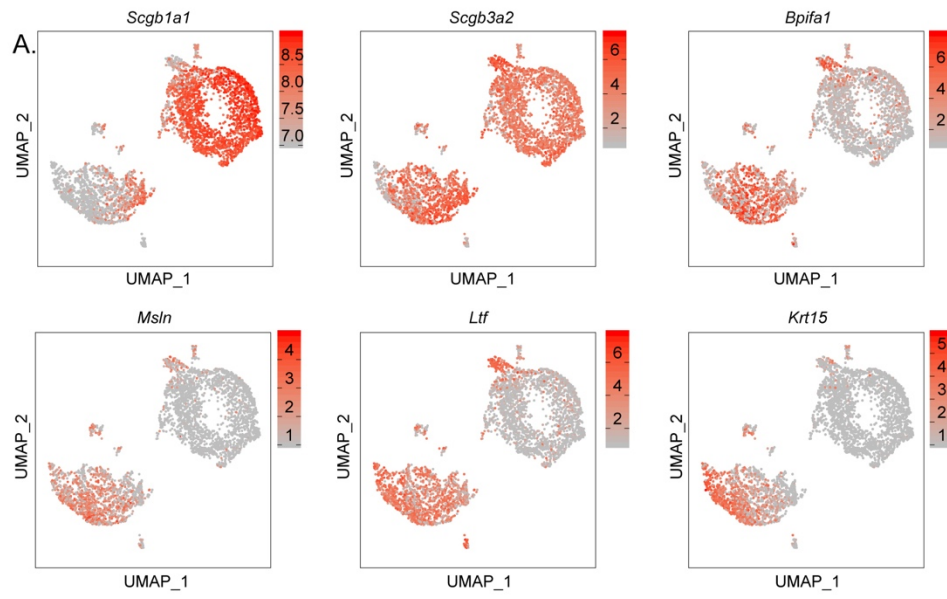 A.
Scgb1a1
8.5
8.0
7.5
7.0
UMAP_2
UMAP_1
Scgb3a2
6
4
2
UMAP_2
UMAP_1
Bpifa1
6
4
2
UMAP_2
UMAP_1
Msln
4
3
2
1
UMAP_2
UMAP_1
Ltf
6
4
2
UMAP_2
UMAP_1
Krt15
5
4
3
2
1
UMAP_2
UMAP_1